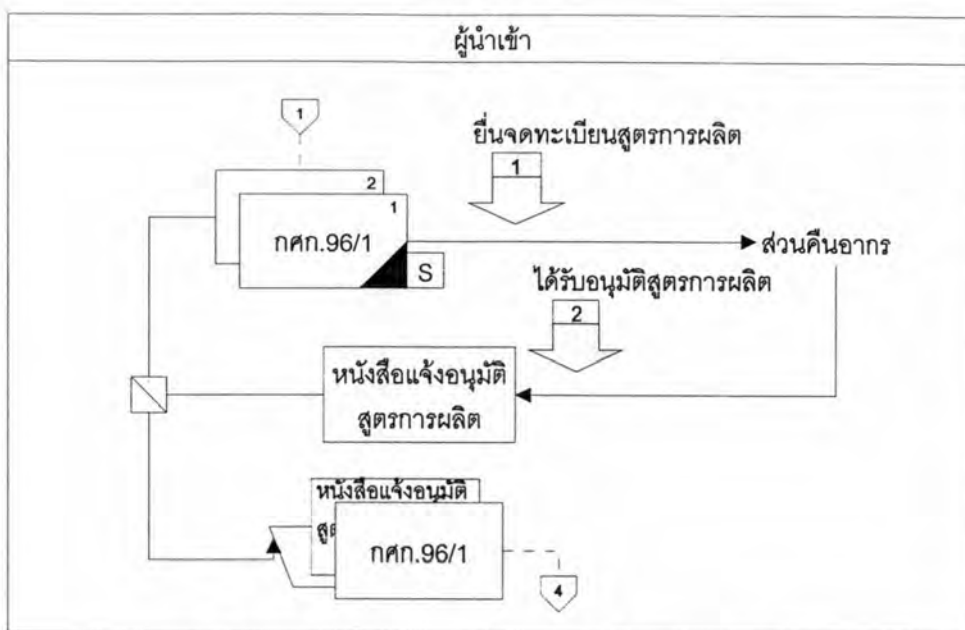 ผู้นำเข้า
1
ยื่นจดทะเบียนสูตรการผลิต
1
2
1
กศก.96/1
S
ส่วนคืนอากร
ได้รับอนุมัติสูตรการผลิต
2
หนังสือแจ้งอนุมัติ
สูตรการผลิต
หนังสือแจ้งอนุมัติ
กศก.96/1
4